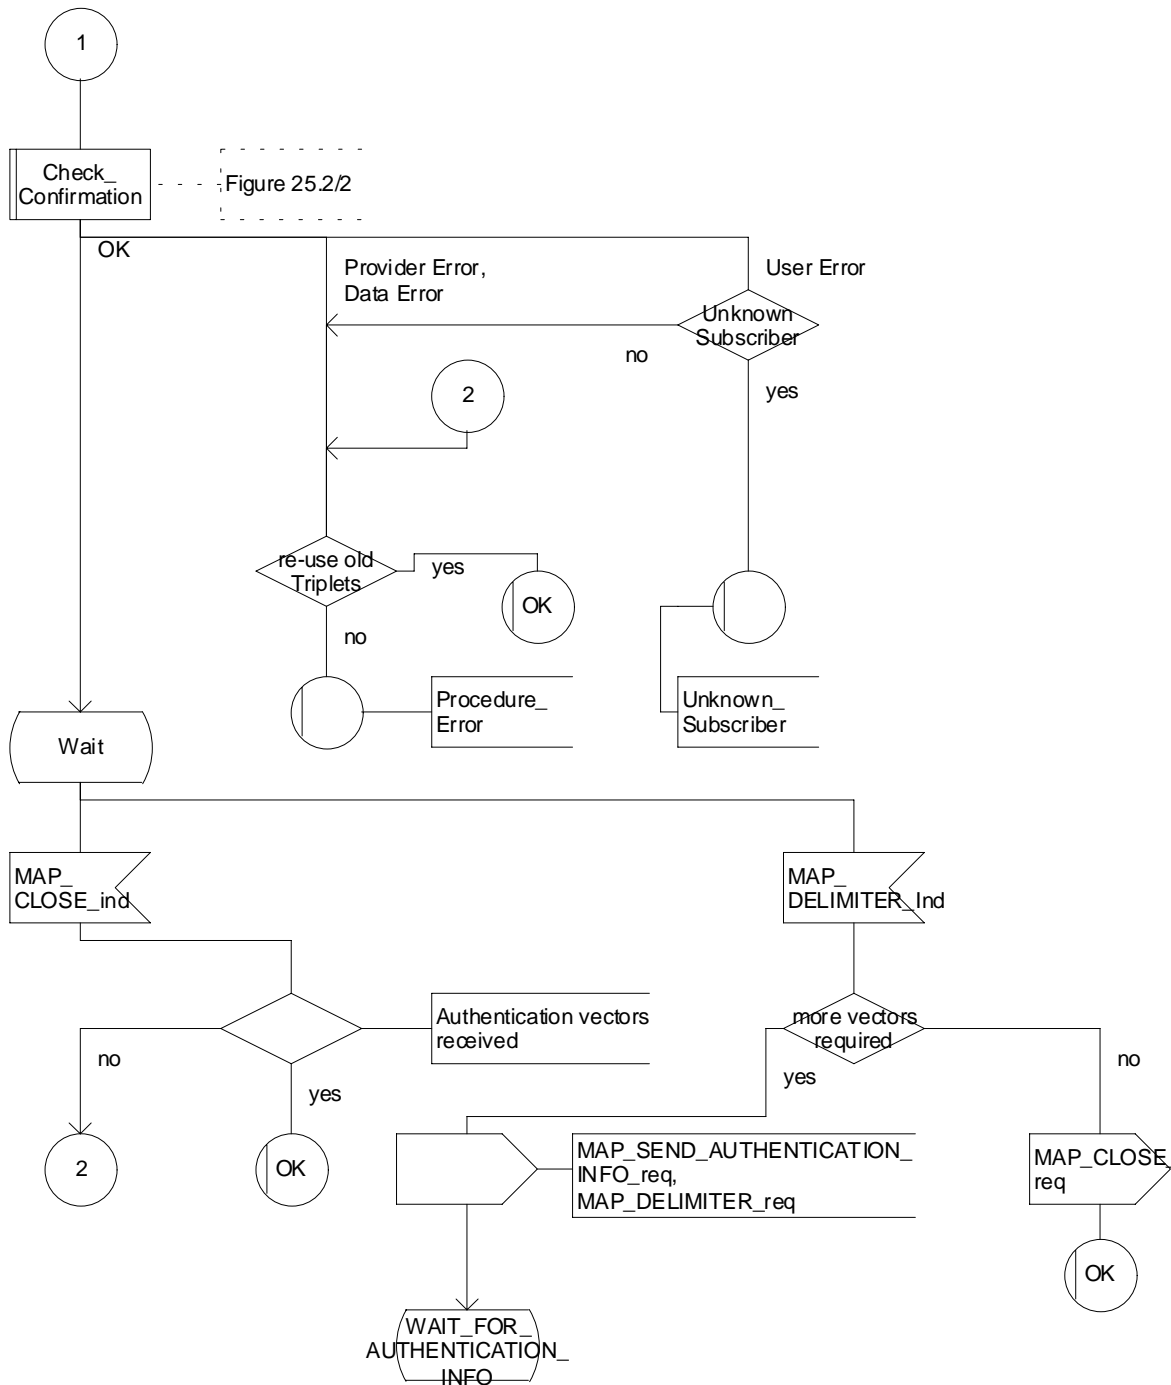 1
Check_
Confirmation
Figure 25.2/2
OK
Provider Error,
Data Error
User Error
Unknown
Subscriber
no
yes
2
re-use old
Triplets
yes
OK
no
Procedure_
Error
Unknown_
Subscriber
Wait
MAP_
CLOSE_ind
MAP_
DELIMITER_Ind
Authentication vectors
received
more vectors
required
no
yes
yes
no
2
OK
MAP_SEND_AUTHENTICATION_
INFO_req,
MAP_DELIMITER_req
MAP_CLOSE_
req
OK
WAIT_FOR_
AUTHENTICATION_
INFO